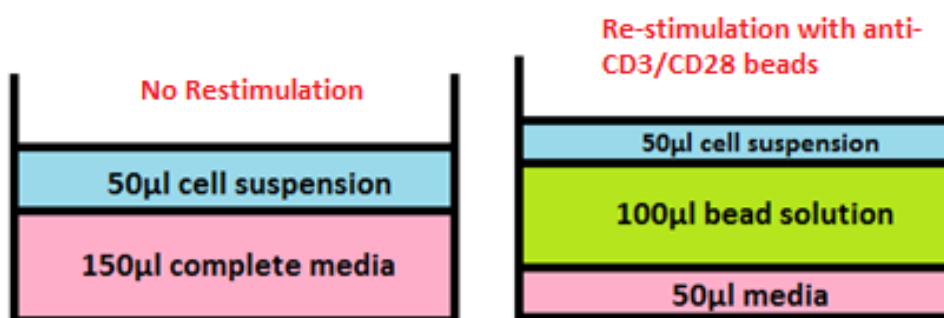 No Restimulation
50µl cell suspension
150µl complete media
Re-stimulation with anti-
CD3/CD28 beads
50µl cell suspension
100µl bead solution
50µl media